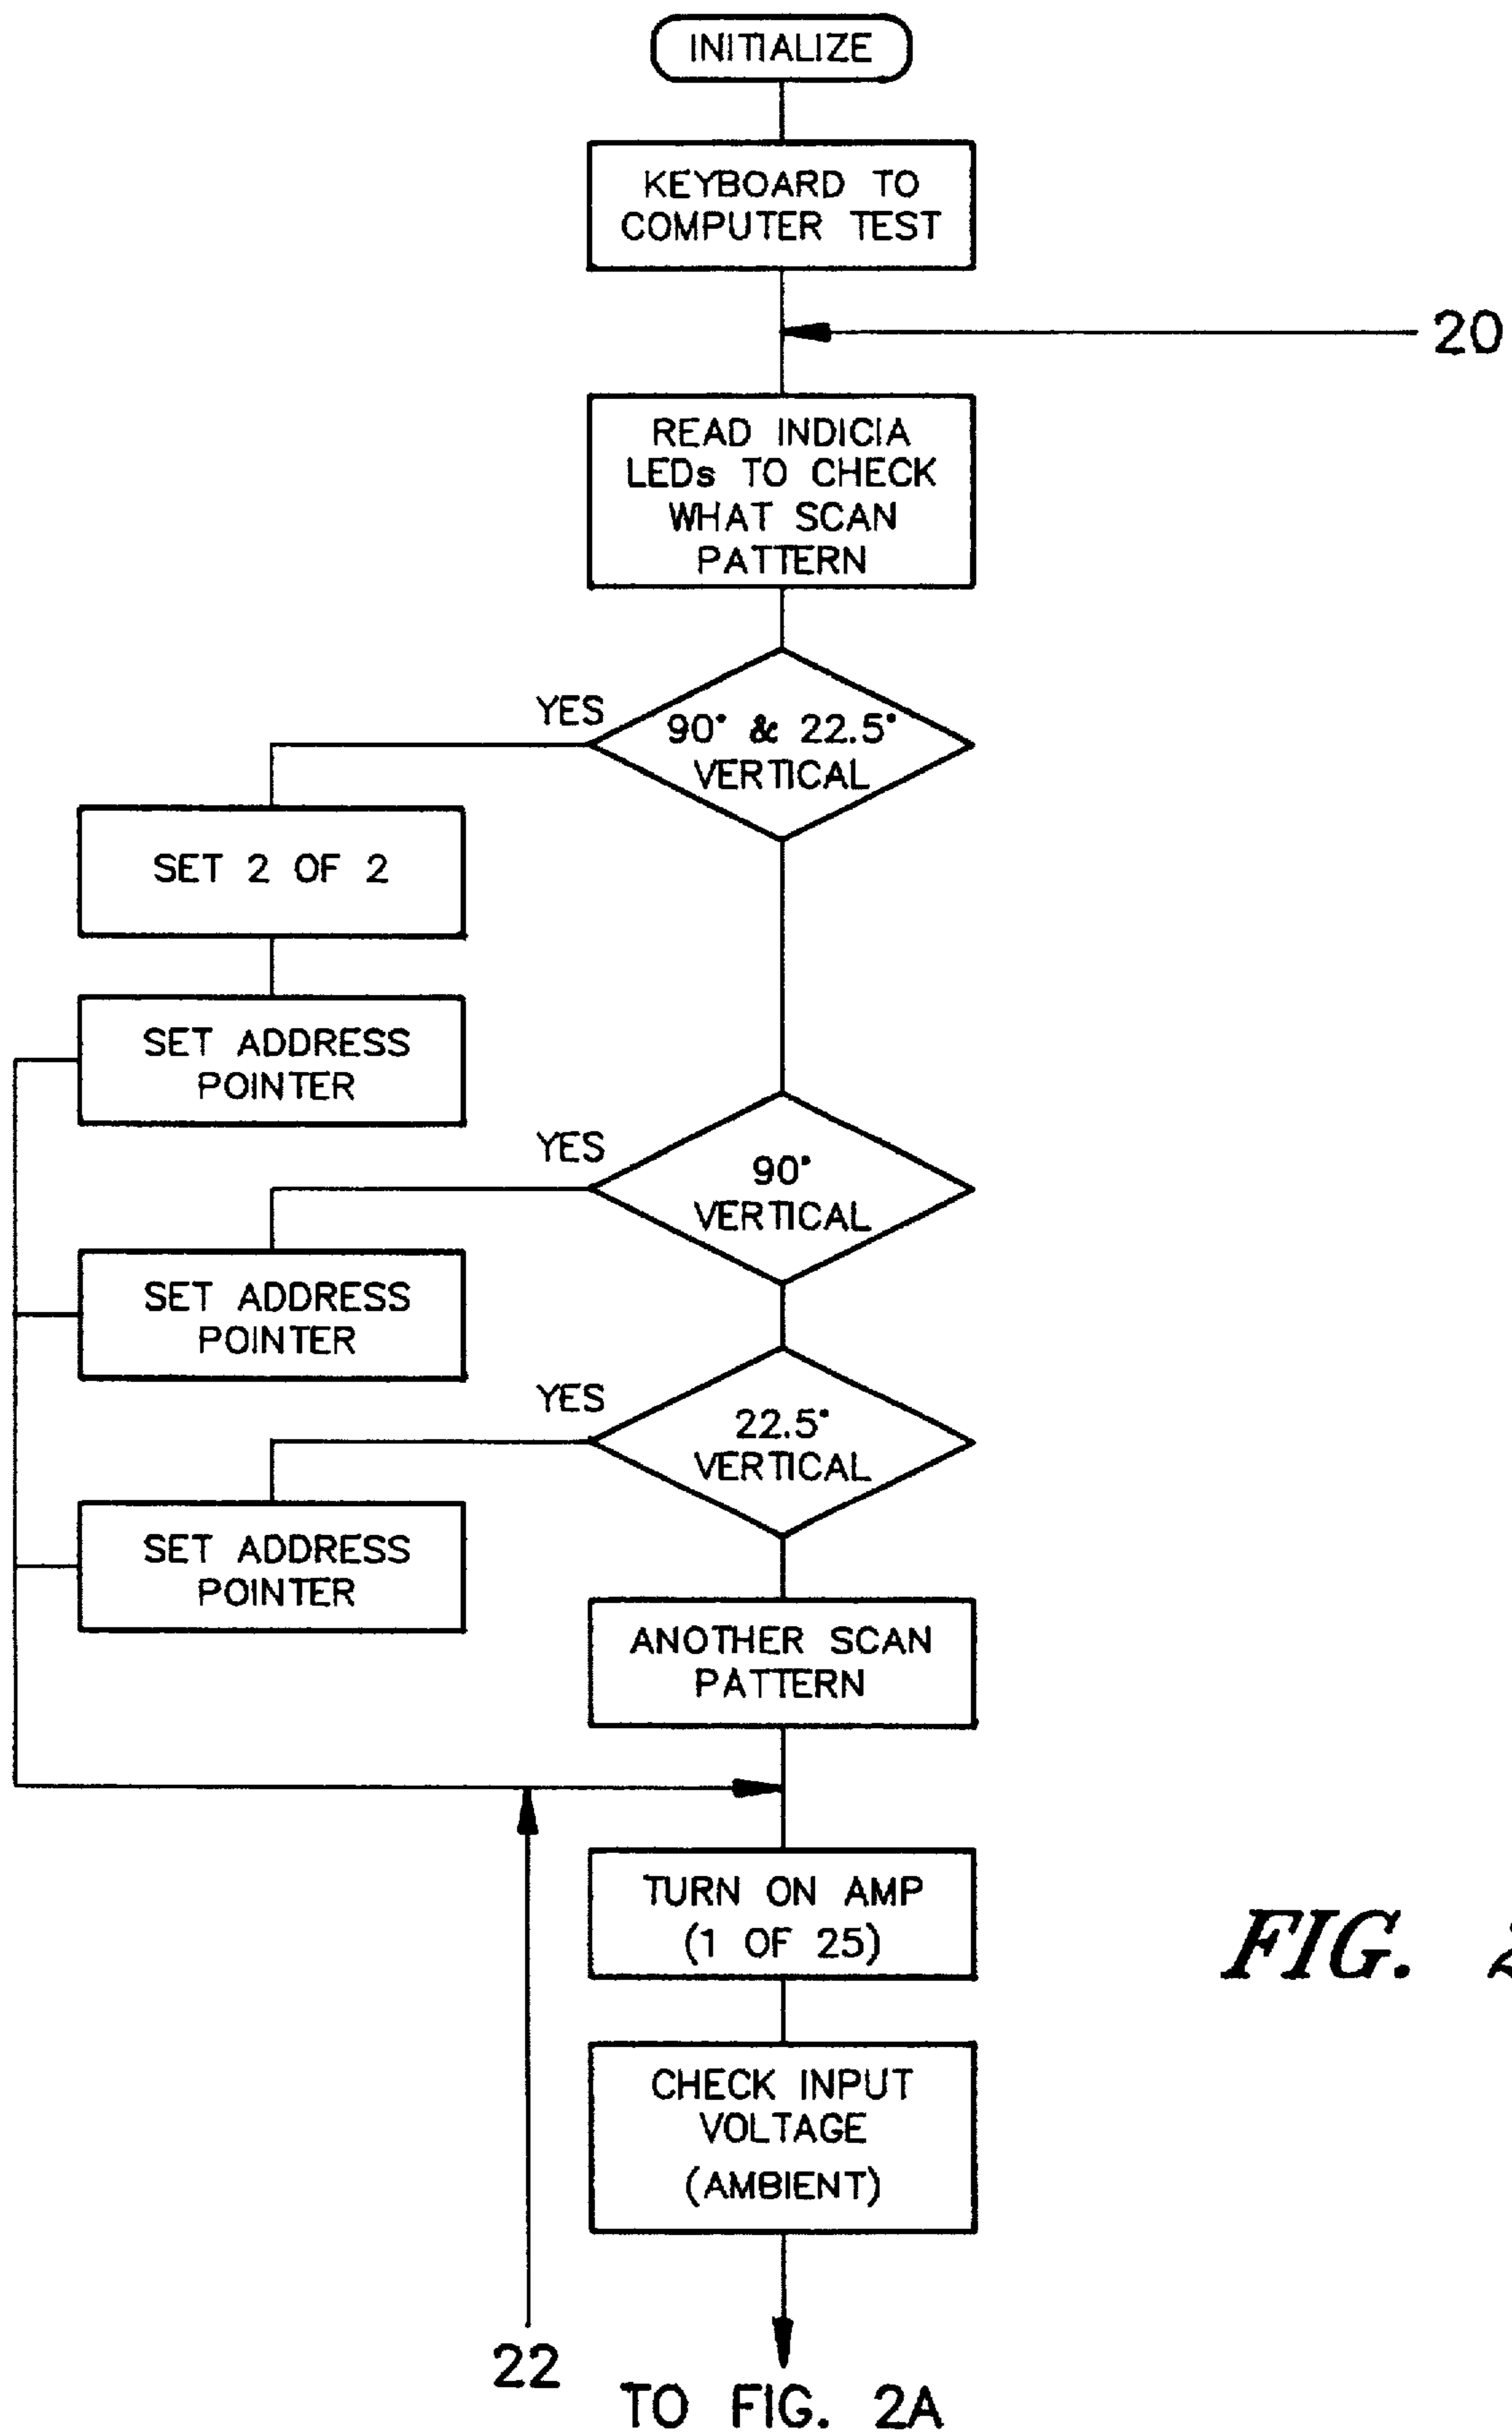 INITIALIZE
KEYBOARD TO
COMPUTER TEST
20
READ INDICIA
LEDs TO CHECK
WHAT SCAN
PATTERN
YES
90° & 22.5°
VERTICAL
SET 2 OF 2
SET ADDRESS
POINTER
YES
90°
VERTICAL
SET ADDRESS
POINTER
YES
22.5°
VERTICAL
SET ADDRESS
POINTER
ANOTHER SCAN
PATTERN
TURN ON AMP
(1 OF 25)
FIG. 2
CHECK INPUT
VOLTAGE
(AMBIENT)
22
TO FIG. 2A